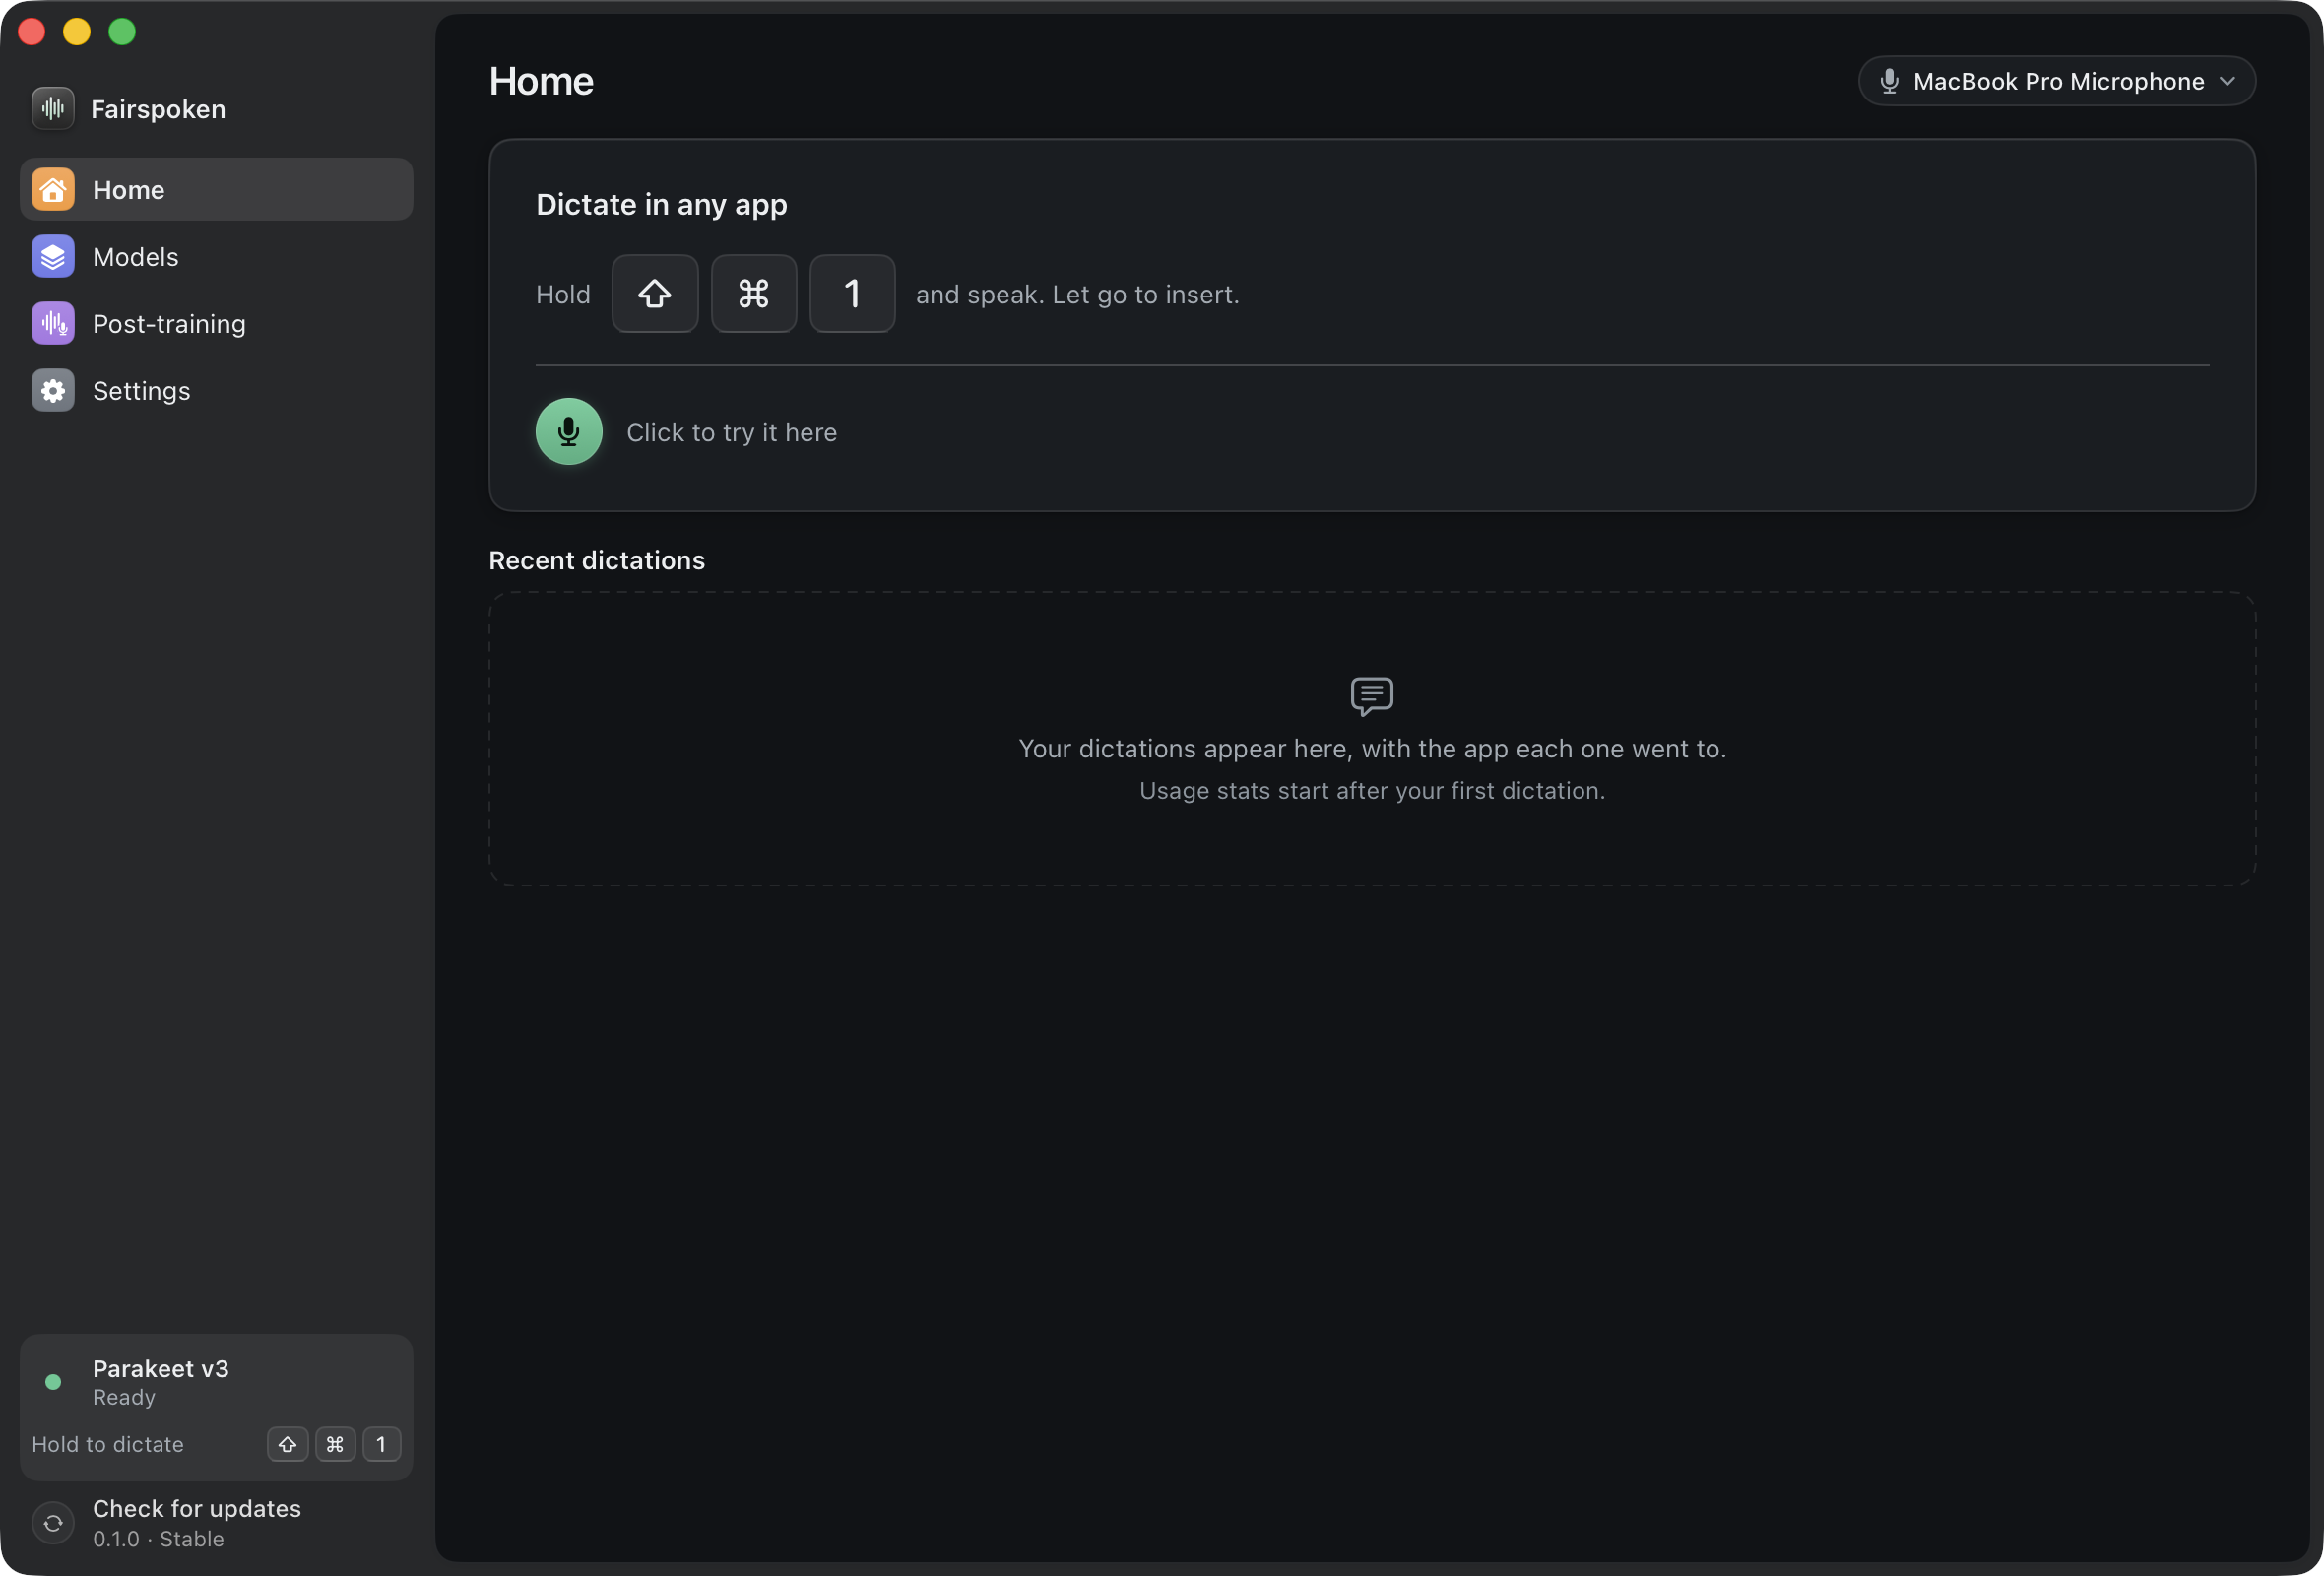 Fairspoken
Home
Models
Post-training
Settings
Parakeet v3
Ready
Hold to dictate ⇧ ⌘ 1
Check for updates
0.1.0 · Stable
Home
MacBook Pro Microphone
Dictate in any app
Hold ⇧ ⌘ 1 and speak. Let go to insert.
Click to try it here
Recent dictations
Your dictations appear here, with the app each one went to.
Usage stats start after your first dictation.